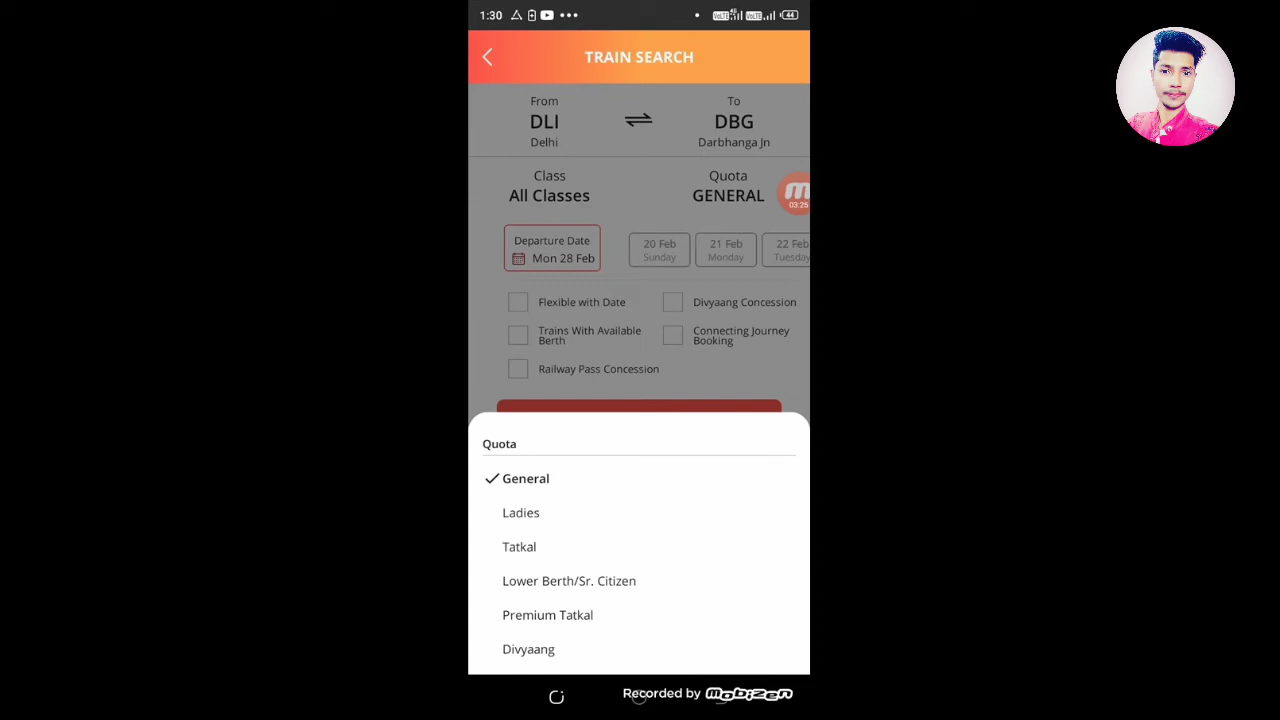 1:30
44
TRAIN SEARCH
From
To
DLI
DBG
Delhi
Darbhanga Jn
Class
Quota
All Classes
GENERAL
03:25
Departure Date
Mon 28 Feb
20 Feb
Sunday
21 Feb
Monday
22 Feb
Tuesday
Flexible with Date
Divyaang Concession
Trains With Available
Berth
Connecting Journey
Booking
Railway Pass Concession
Quota
General
Ladies
Tatkal
Lower Berth/Sr. Citizen
Premium Tatkal
Divyaang
Recorded by mobizen